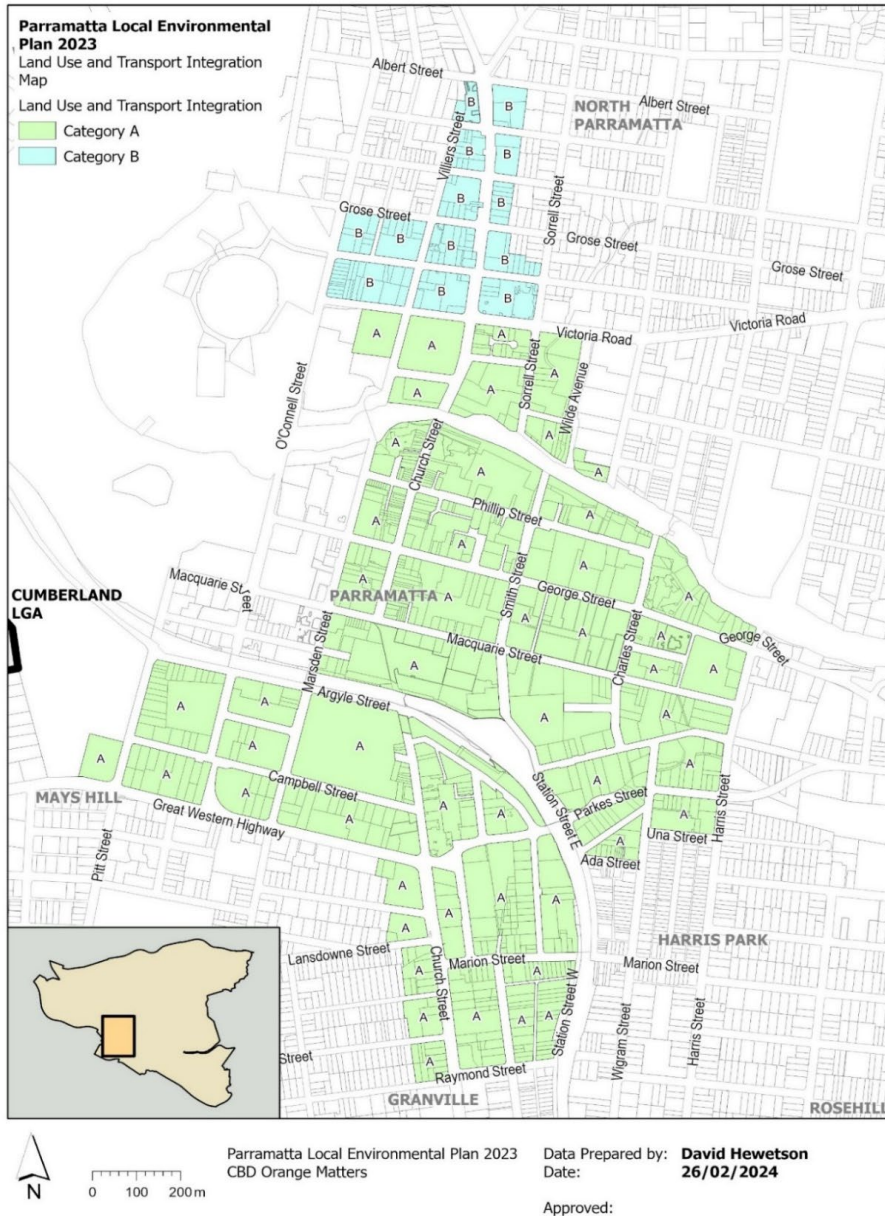 Parramatta Local Environmental
Plan 2023
Land Use and Transport Integration
Map
Land Use and Transport Integration
Category A
Category B
Albert Street
NORTH
PARRAMATTA
Albert Street
B
B
Villiers Street
B
B
B
B
Sorrell Street
Grose Street
B
B
B
B
Grose Street
Grose Street
B
B
B
Victoria Road
Victoria Road
A
A
A
A
O'Connell Street
A
A
Sorrell Street
Wilde Avenue
A
A
A
Church Street
A
Phillip Street
A
A
A
Smith Street
A
CUMBERLAND
LGA
Macquarie Street
PARRAMATTA
A
A
George Street
A
A
A
Charles Street
A
George Street
Marsden Street
Macquarie Street
A
A
A
A
Argyle Street
A
A
A
A
A
A
A
Campbell Street
Station Street E
Parkes Street
A
A
Harris Street
MAYS HILL
A
A
A
A
A
A
Una Street
Great Western Highway
Ada Street
A
Pitt Street
A
A
A
A
A
Lansdowne Street
HARRIS PARK
Church Street
Marion Street
Marion Street
A
A
Station Street W
A
A
A
A
Wigram Street
Harris Street
Street
A
Raymond Street
GRANVILLE
ROSEHILL
N
0 100 200 m
Parramatta Local Environmental Plan 2023
CBD Orange Matters
Data Prepared by: David Hewetson
Date: 26/02/2024
Approved: